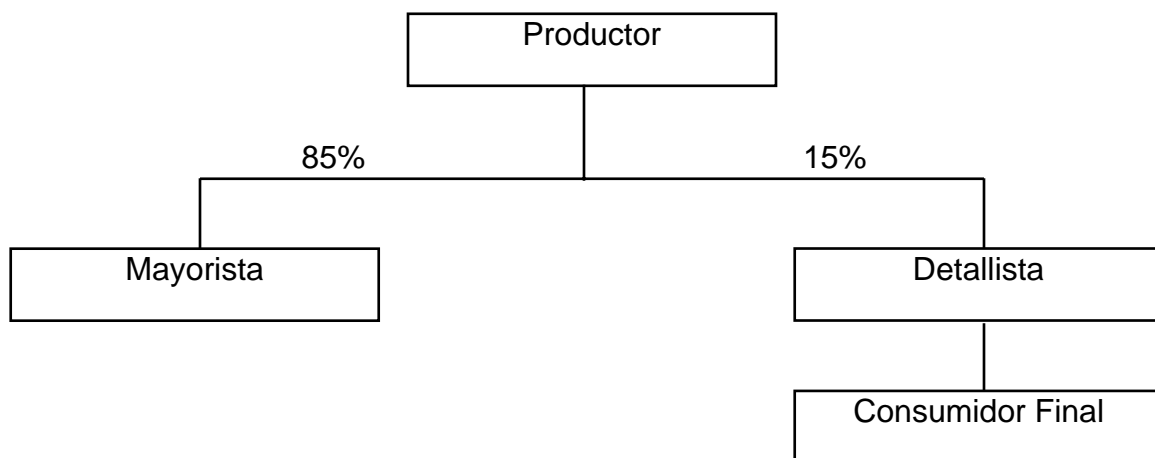 Productor
85%
15%
Mayorista
Detallista
Consumidor Final